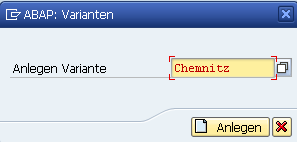 ABAP: Varianten
Anlegen Variante Chemnitz
Anlegen